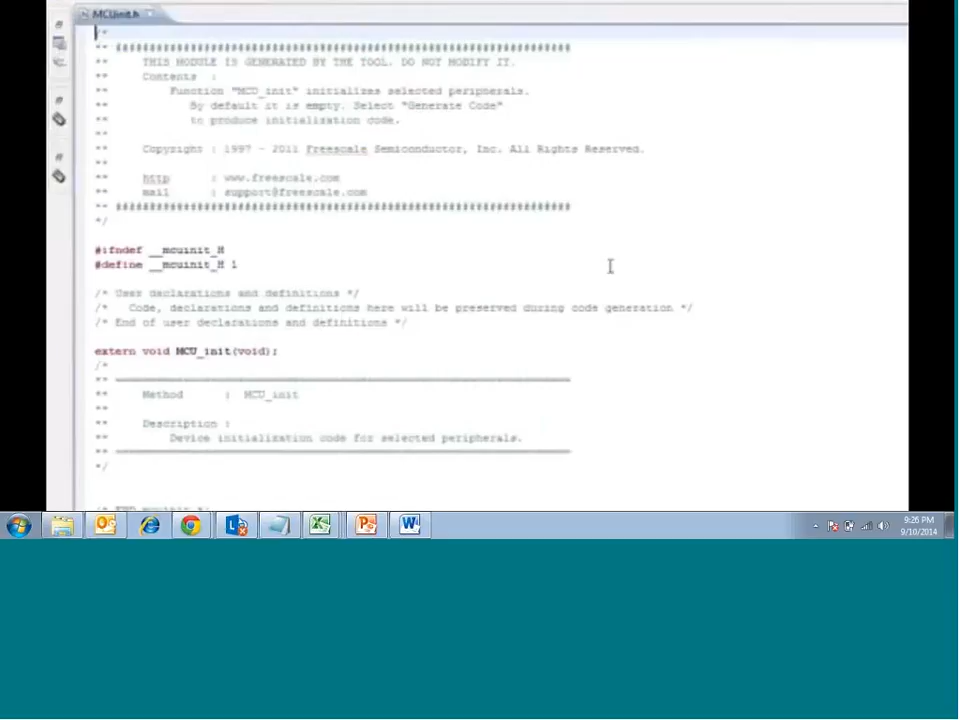 MCUinit.h
/*
** ####################################################################
**     THIS MODULE IS GENERATED BY THE TOOL. DO NOT MODIFY IT.
**     Contents  :
**         Function "MCU_init" initializes selected peripherals.
**            By default it is empty. Select "Generate Code"
**            to produce initialization code.
**
**     Copyright : 1997 - 2011 Freescale Semiconductor, Inc. All Rights Reserved.
**
**     http      : www.freescale.com
**     mail      : support@freescale.com
** ####################################################################
*/
#ifndef __mcuinit_H
#define __mcuinit_H 1
/* User declarations and definitions */
/*   Code, declarations and definitions here will be preserved during code generation */
/* End of user declarations and definitions */
extern void MCU_init(void);
/*
** ===================================================================
**     Method      :  MCU_init
**
**     Description :
**         Device initialization code for selected peripherals.
** ===================================================================
*/
/* END mcuinit */
9:26 PM
9/10/2014